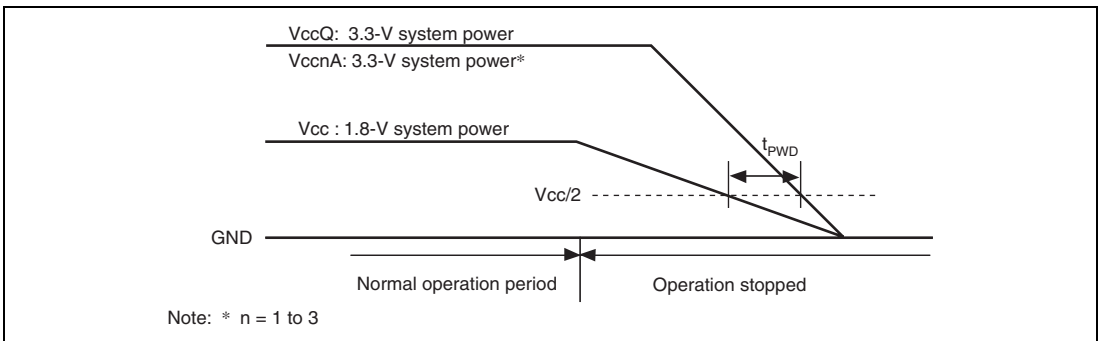 VccQ: 3.3-V system power
VccnA: 3.3-V system power*
Vcc : 1.8-V system power
tPWD
Vcc/2
GND
Normal operation period
Operation stopped
Note: * n = 1 to 3